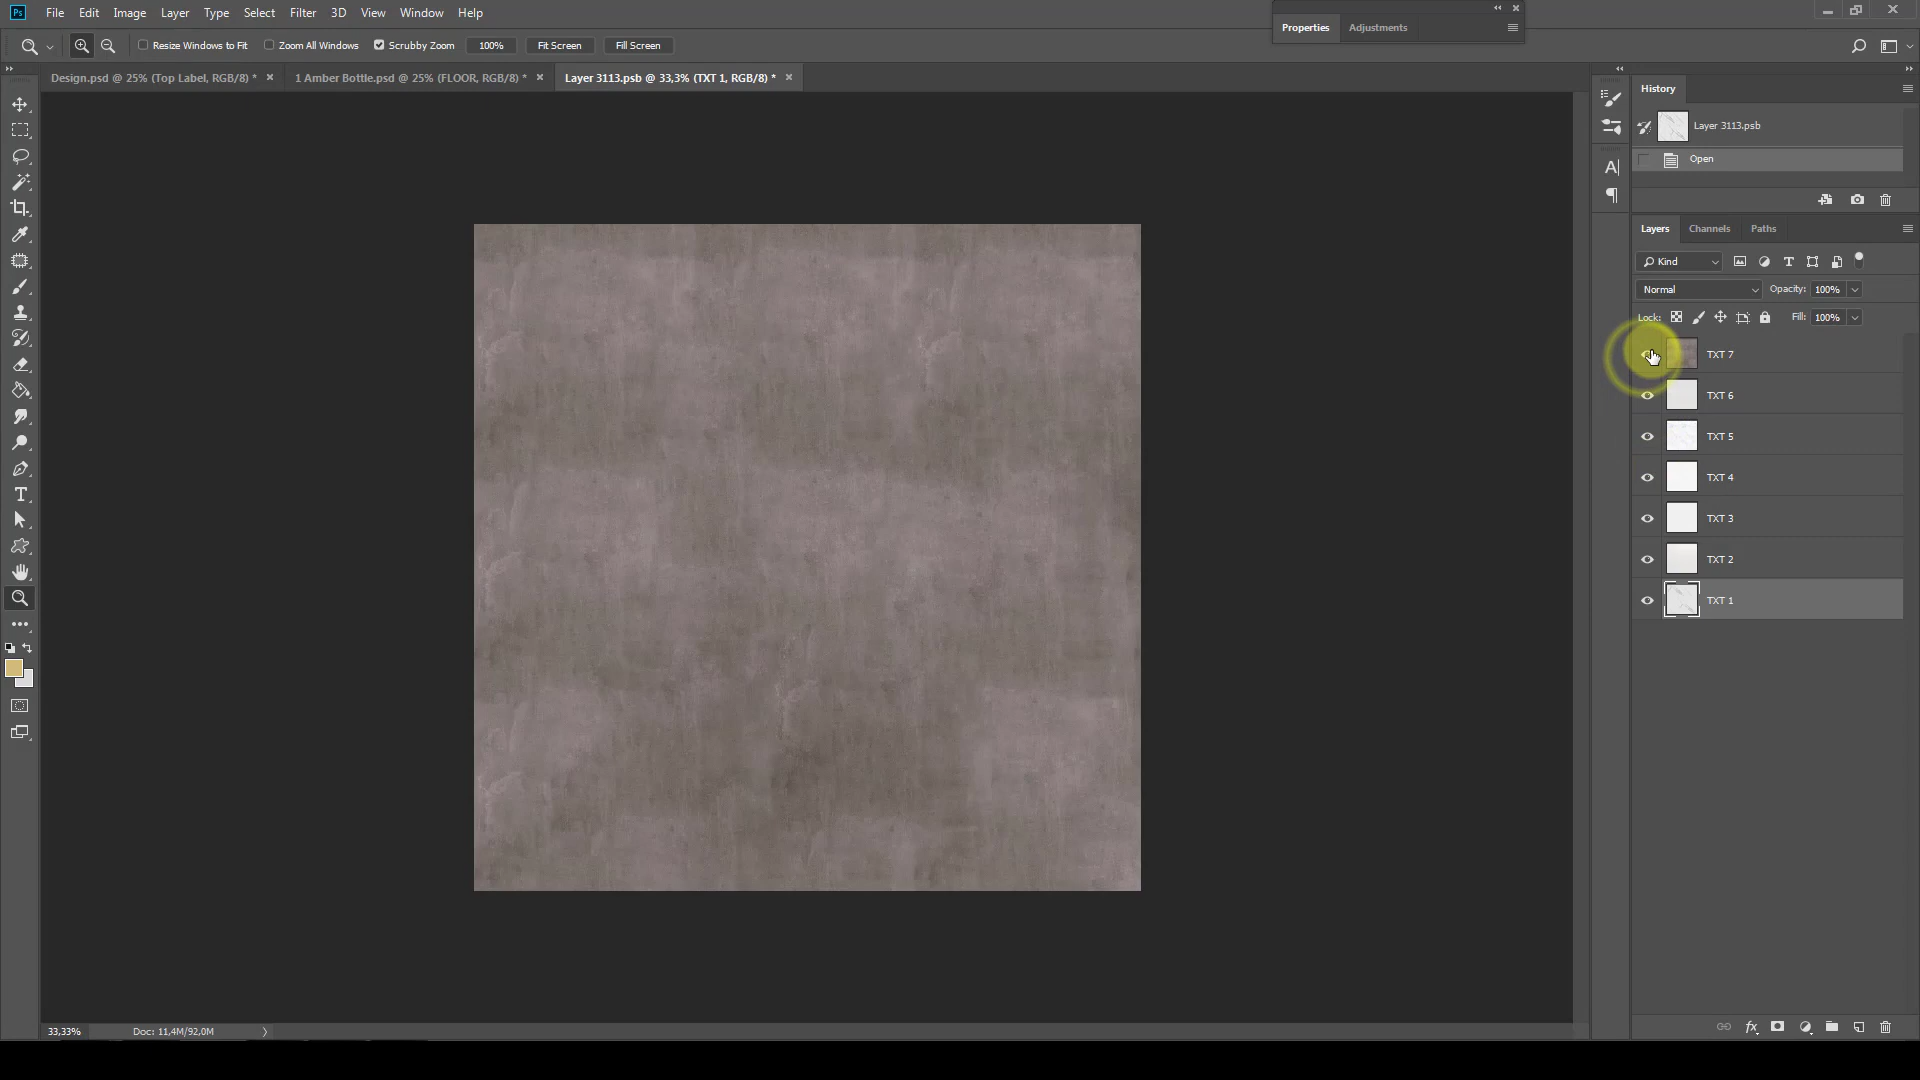 Ps File Edit Image Layer Type Select Filter 3D View Window Help
Resize Windows to Fit Zoom All Windows Scrubby Zoom 100% Fit Screen Fill Screen
Properties Adjustments
Design.psd @ 25% (Top Label, RGB/8) * 1 Amber Bottle.psd @ 25% (FLOOR, RGB/8) * Layer 3113.psb @ 33,3% (TXT 1, RGB/8) *
History
Layer 3113.psb
Open
Layers Channels Paths
Kind
Normal Opacity: 100%
Lock: Fill: 100%
TXT 7
TXT 6
TXT 5
TXT 4
TXT 3
TXT 2
TXT 1
33,33% Doc: 11,4M/92,0M